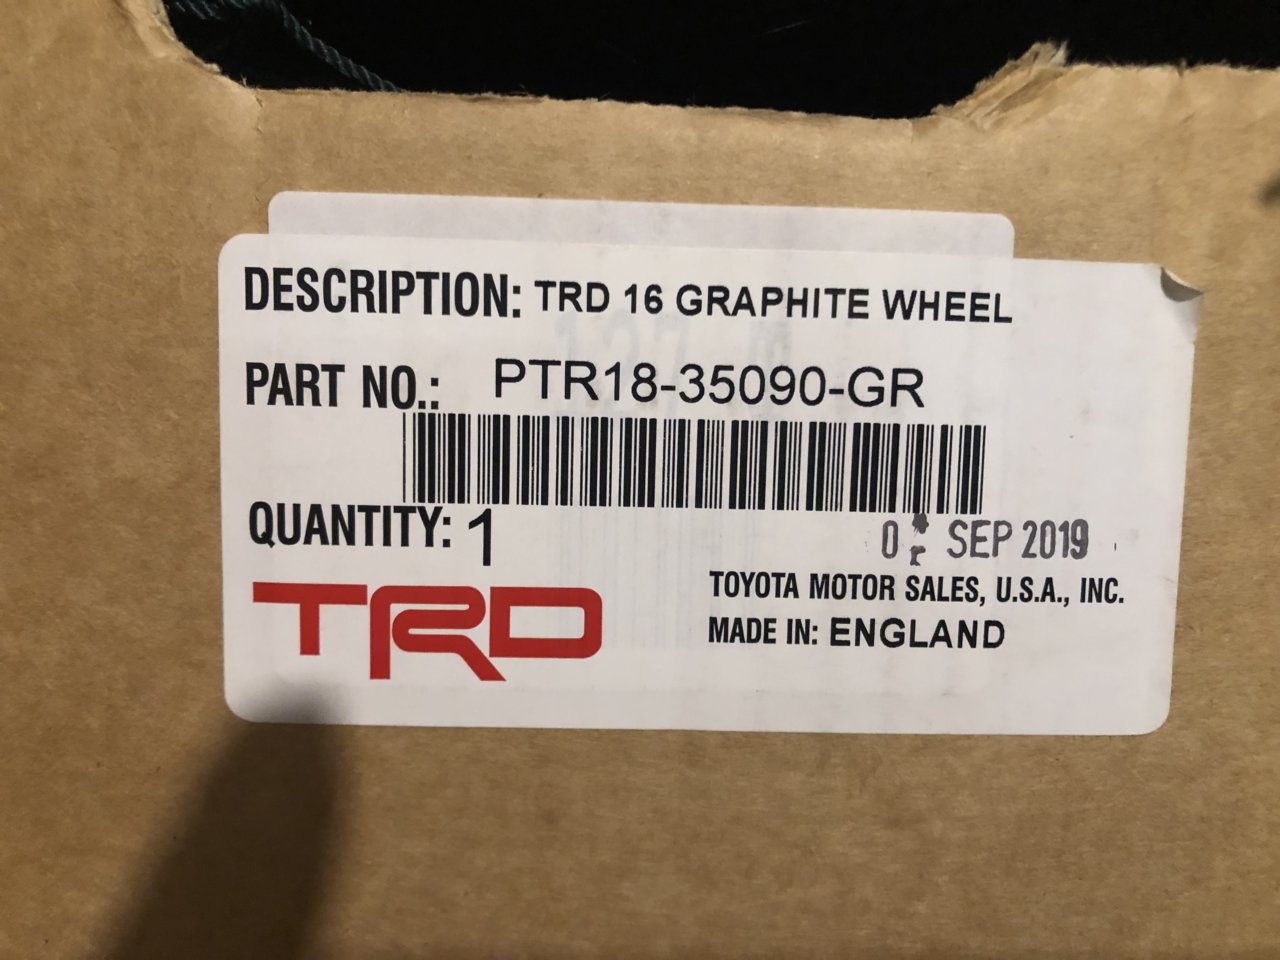 DESCRIPTION: TRD 16 GRAPHITE WHEEL
PART NO.: PTR18-35090-GR
QUANTITY: 1
SEP 2019
TRD
TOYOTA MOTOR SALES, U.S.A., INC.
MADE IN: ENGLAND